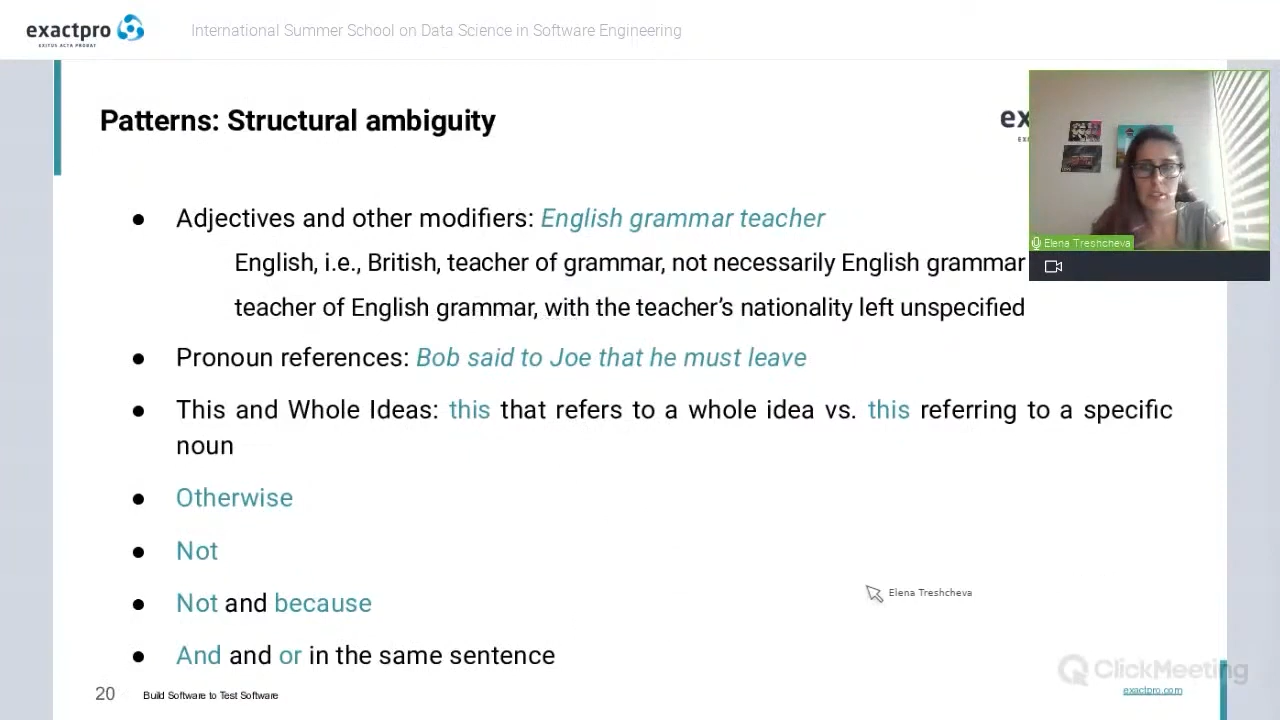 exactpro
EXITUS ACTA PROBAT
International Summer School on Data Science in Software Engineering
Patterns: Structural ambiguity
ex
● Adjectives and other modifiers: English grammar teacher
English, i.e., British, teacher of grammar, not necessarily English grammar
teacher of English grammar, with the teacher’s nationality left unspecified
● Pronoun references: Bob said to Joe that he must leave
● This and Whole Ideas: this that refers to a whole idea vs. this referring to a specific
noun
● Otherwise
● Not
● Not and because
● And and or in the same sentence
Elena Treshcheva
Elena Treshcheva
20
Build Software to Test Software
ClickMeeting
exactpro.com